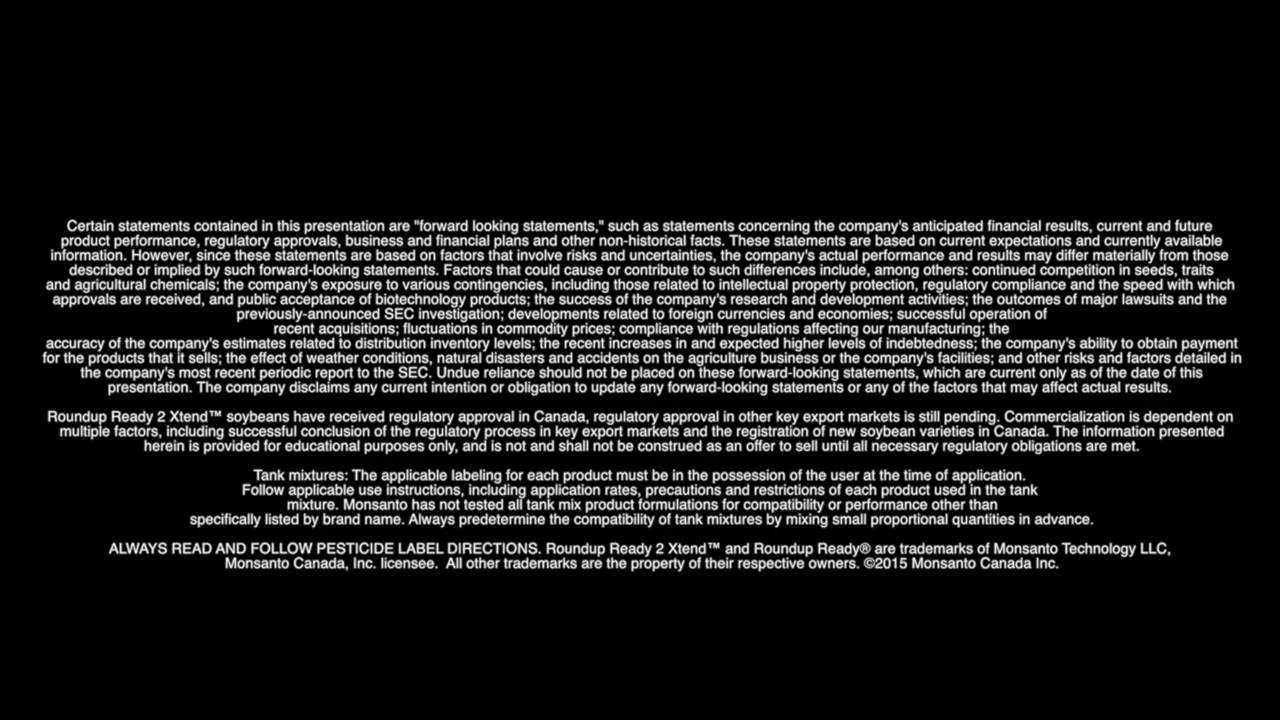 Certain statements contained in this presentation are "forward looking statements," such as statements concerning the company's anticipated financial results, current and future
product performance, regulatory approvals, business and financial plans and other non-historical facts. These statements are based on current expectations and currently available
information. However, since these statements are based on factors that involve risks and uncertainties, the company's actual performance and results may differ materially from those
described or implied by such forward-looking statements. Factors that could cause or contribute to such differences include, among others: continued competition in seeds, traits
and agricultural chemicals; the company's exposure to various contingencies, including those related to intellectual property protection, regulatory compliance and the speed with which
approvals are received, and public acceptance of biotechnology products; the success of the company's research and development activities; the outcomes of major lawsuits and the
previously-announced SEC investigation; developments related to foreign currencies and economies; successful operation of
recent acquisitions; fluctuations in commodity prices; compliance with regulations affecting our manufacturing; the
accuracy of the company's estimates related to distribution inventory levels; the recent increases in and expected higher levels of indebtedness; the company's ability to obtain payment
for the products that it sells; the effect of weather conditions, natural disasters and accidents on the agriculture business or the company's facilities; and other risks and factors detailed in
the company's most recent periodic report to the SEC. Undue reliance should not be placed on these forward-looking statements, which are current only as of the date of this
presentation. The company disclaims any current intention or obligation to update any forward-looking statements or any of the factors that may affect actual results.
Roundup Ready 2 Xtend™ soybeans have received regulatory approval in Canada, regulatory approval in other key export markets is still pending. Commercialization is dependent on
multiple factors, including successful conclusion of the regulatory process in key export markets and the registration of new soybean varieties in Canada. The information presented
herein is provided for educational purposes only, and is not and shall not be construed as an offer to sell until all necessary regulatory obligations are met.
Tank mixtures: The applicable labeling for each product must be in the possession of the user at the time of application.
Follow applicable use instructions, including application rates, precautions and restrictions of each product used in the tank
mixture. Monsanto has not tested all tank mix product formulations for compatibility or performance other than
specifically listed by brand name. Always predetermine the compatibility of tank mixtures by mixing small proportional quantities in advance.
ALWAYS READ AND FOLLOW PESTICIDE LABEL DIRECTIONS. Roundup Ready 2 Xtend™ and Roundup Ready® are trademarks of Monsanto Technology LLC,
Monsanto Canada, Inc. licensee. All other trademarks are the property of their respective owners. ©2015 Monsanto Canada Inc.